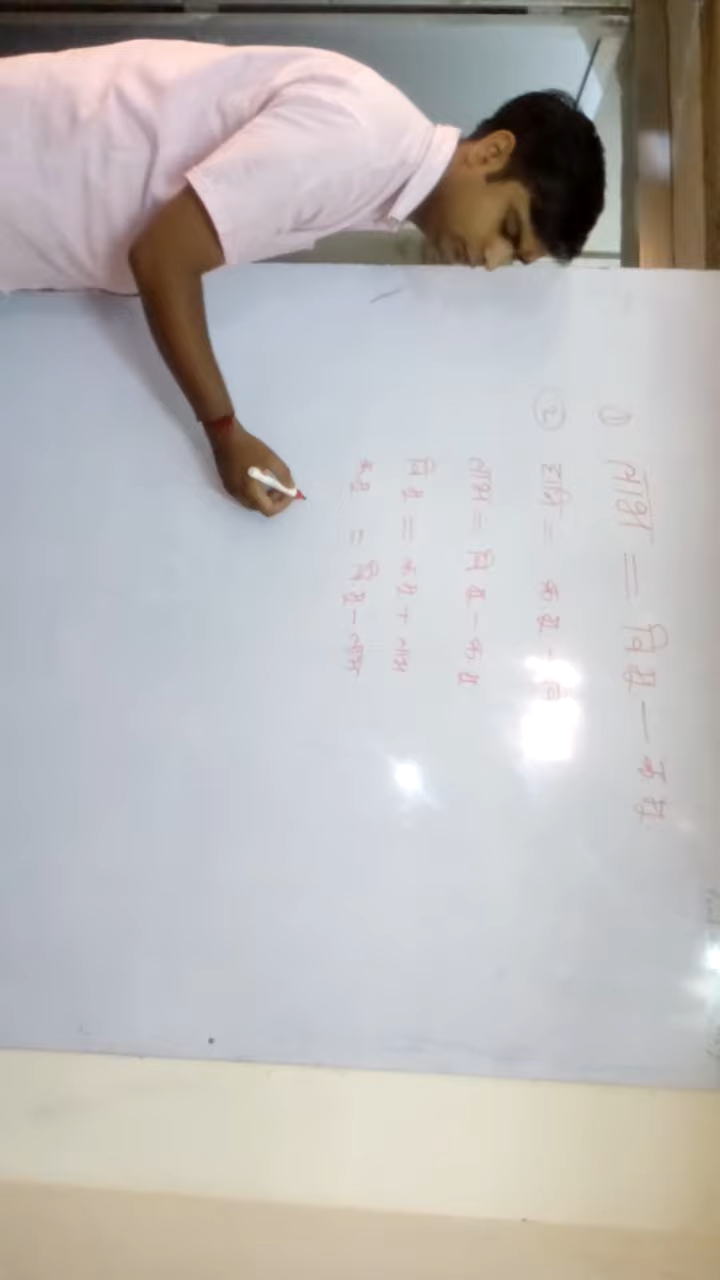 ① लाभ = वि मू - क्र मू
② हानि = क्र.मू - वि
लाभ = वि मू - क्र मू
वि मू = क्र मू + लाभ
क्र.मू = वि.मू - लाभ